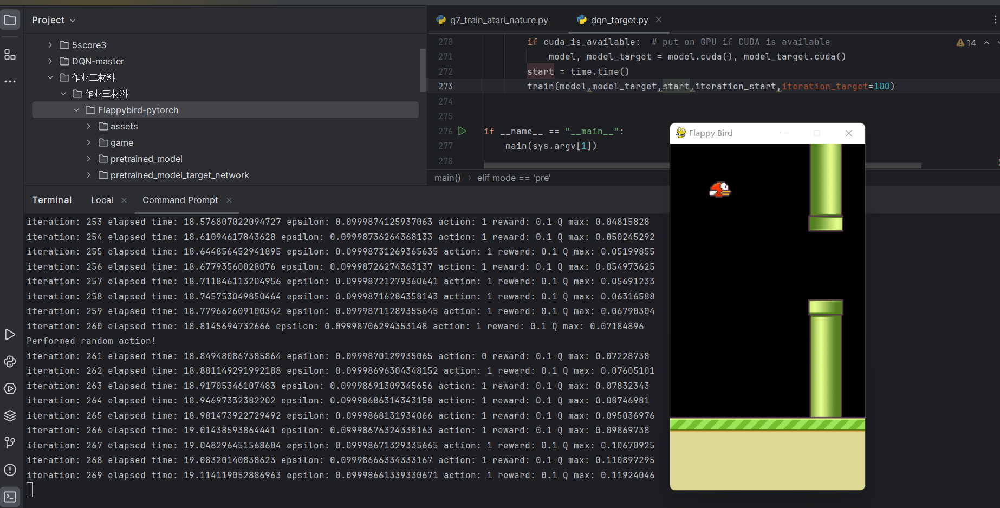 Project
5score3
DQN-master
作业三材料
作业三材料
Flappybird-pytorch
assets
game
pretrained_model
pretrained_model_target_network
q7_train_atari_nature.py
dqn_target.py
14
270 if cuda_is_available:  # put on GPU if CUDA is available
271 model, model_target = model.cuda(), model_target.cuda()
272 start = time.time()
273 train(model,model_target,start,iteration_start,iteration_target=100)
274
275
276 if __name__ == "__main__":
277 main(sys.argv[1])
278
main() › elif mode == 'pre'
Flappy Bird
Terminal Local Command Prompt
iteration: 253 elapsed time: 18.576807022094727 epsilon: 0.0999874125937063 action: 1 reward: 0.1 Q max: 0.04815828
iteration: 254 elapsed time: 18.61094617843628 epsilon: 0.09998736264368133 action: 1 reward: 0.1 Q max: 0.050245292
iteration: 255 elapsed time: 18.644856452941895 epsilon: 0.09998731269365635 action: 1 reward: 0.1 Q max: 0.05199855
iteration: 256 elapsed time: 18.67793560028076 epsilon: 0.09998726274363137 action: 1 reward: 0.1 Q max: 0.054973625
iteration: 257 elapsed time: 18.711846113204956 epsilon: 0.09998721279360641 action: 1 reward: 0.1 Q max: 0.05691233
iteration: 258 elapsed time: 18.745753049850464 epsilon: 0.09998716284358143 action: 1 reward: 0.1 Q max: 0.06316588
iteration: 259 elapsed time: 18.779662609100342 epsilon: 0.09998711289355645 action: 1 reward: 0.1 Q max: 0.06790304
iteration: 260 elapsed time: 18.8145694732666 epsilon: 0.09998706294353148 action: 1 reward: 0.1 Q max: 0.07184896
Performed random action!
iteration: 261 elapsed time: 18.849480867385864 epsilon: 0.0999870129935065 action: 0 reward: 0.1 Q max: 0.07228738
iteration: 262 elapsed time: 18.881149291992188 epsilon: 0.09998696304348152 action: 1 reward: 0.1 Q max: 0.07605101
iteration: 263 elapsed time: 18.91705346107483 epsilon: 0.09998691309345656 action: 1 reward: 0.1 Q max: 0.07832343
iteration: 264 elapsed time: 18.94697332382202 epsilon: 0.09998686314343158 action: 1 reward: 0.1 Q max: 0.08746981
iteration: 265 elapsed time: 18.981473922729492 epsilon: 0.0999868131934066 action: 1 reward: 0.1 Q max: 0.095036976
iteration: 266 elapsed time: 19.01438593864441 epsilon: 0.09998676324338163 action: 1 reward: 0.1 Q max: 0.09869738
iteration: 267 elapsed time: 19.048296451568604 epsilon: 0.09998671329335665 action: 1 reward: 0.1 Q max: 0.10670925
iteration: 268 elapsed time: 19.08320140838623 epsilon: 0.09998666334333167 action: 1 reward: 0.1 Q max: 0.110897295
iteration: 269 elapsed time: 19.114119052886963 epsilon: 0.09998661339330671 action: 1 reward: 0.1 Q max: 0.11924046